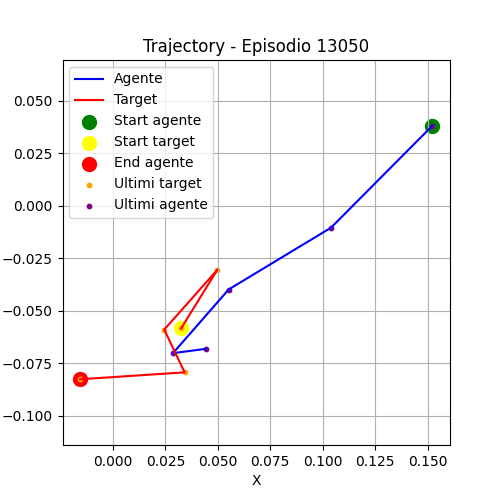 Trajectory - Episodio 13050
Agente
Target
Start agente
Start target
End agente
Ultimi target
Ultimi agente
0.050
0.025
0.000
−0.025
−0.050
−0.075
−0.100
0.000 0.025 0.050 0.075 0.100 0.125 0.150
X